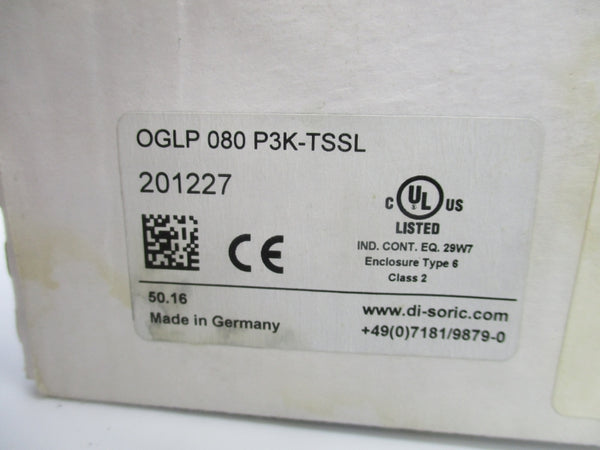 OGLP 080 P3K-TSSL
201227
C UL US
LISTED
IND. CONT. EQ. 29W7
Enclosure Type 6
Class 2
CE
50.16
Made in Germany
www.di-soric.com
+49(0)7181/9879-0